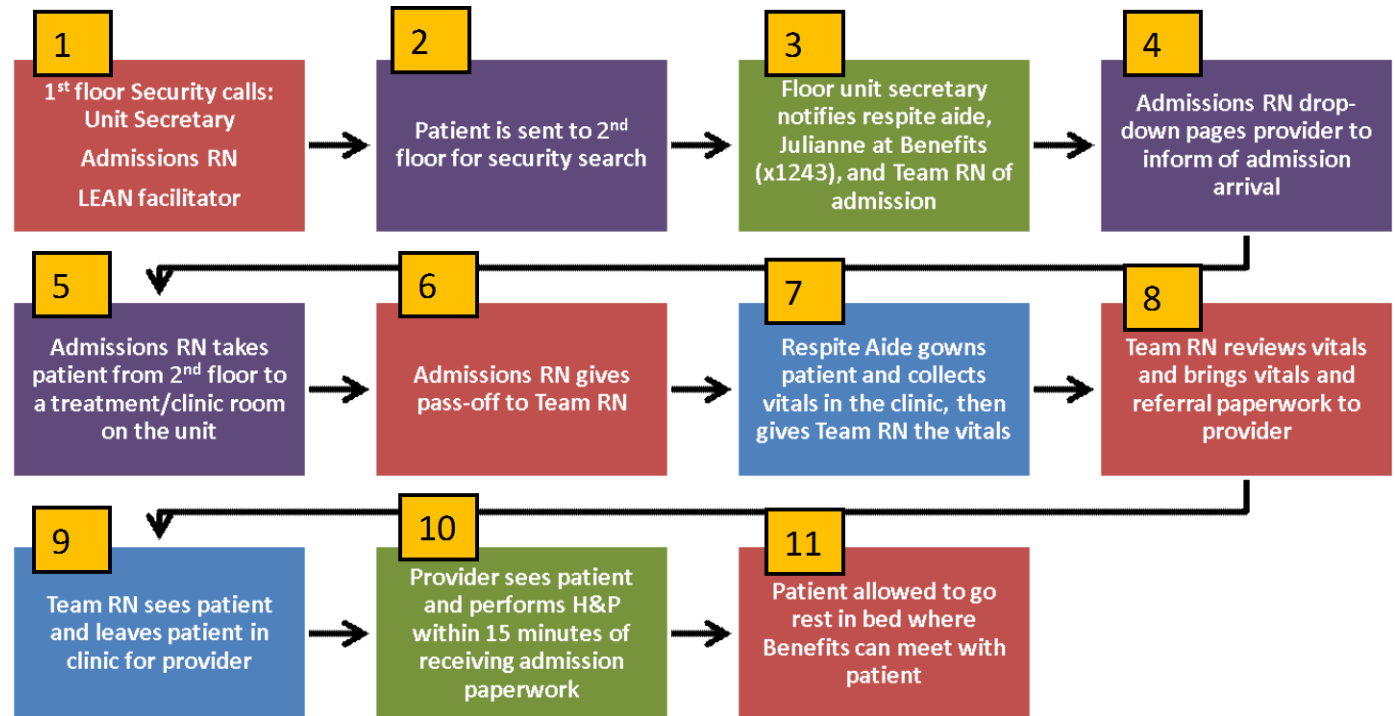 1
1st floor Security calls:
Unit Secretary
Admissions RN
LEAN facilitator
2
Patient is sent to 2nd
floor for security search
3
Floor unit secretary
notifies respite aide,
Julianne at Benefits
(x1243), and Team RN of
admission
4
Admissions RN drop-
down pages provider to
inform of admission
arrival
5
Admissions RN takes
patient from 2nd floor to
a treatment/clinic room
on the unit
6
Admissions RN gives
pass-off to Team RN
7
Respite Aide gowns
patient and collects
vitals in the clinic, then
gives Team RN the vitals
8
Team RN reviews vitals
and brings vitals and
referral paperwork to
provider
9
Team RN sees patient
and leaves patient in
clinic for provider
10
Provider sees patient
and performs H&P
within 15 minutes of
receiving admission
paperwork
11
Patient allowed to go
rest in bed where
Benefits can meet with
patient